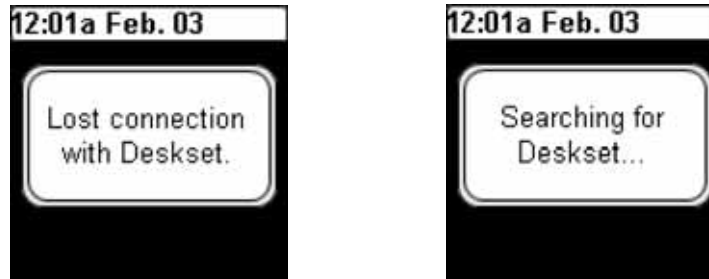 12:01a Feb. 03
Lost connection
with Deskset.
12:01a Feb. 03
Searching for
Deskset...